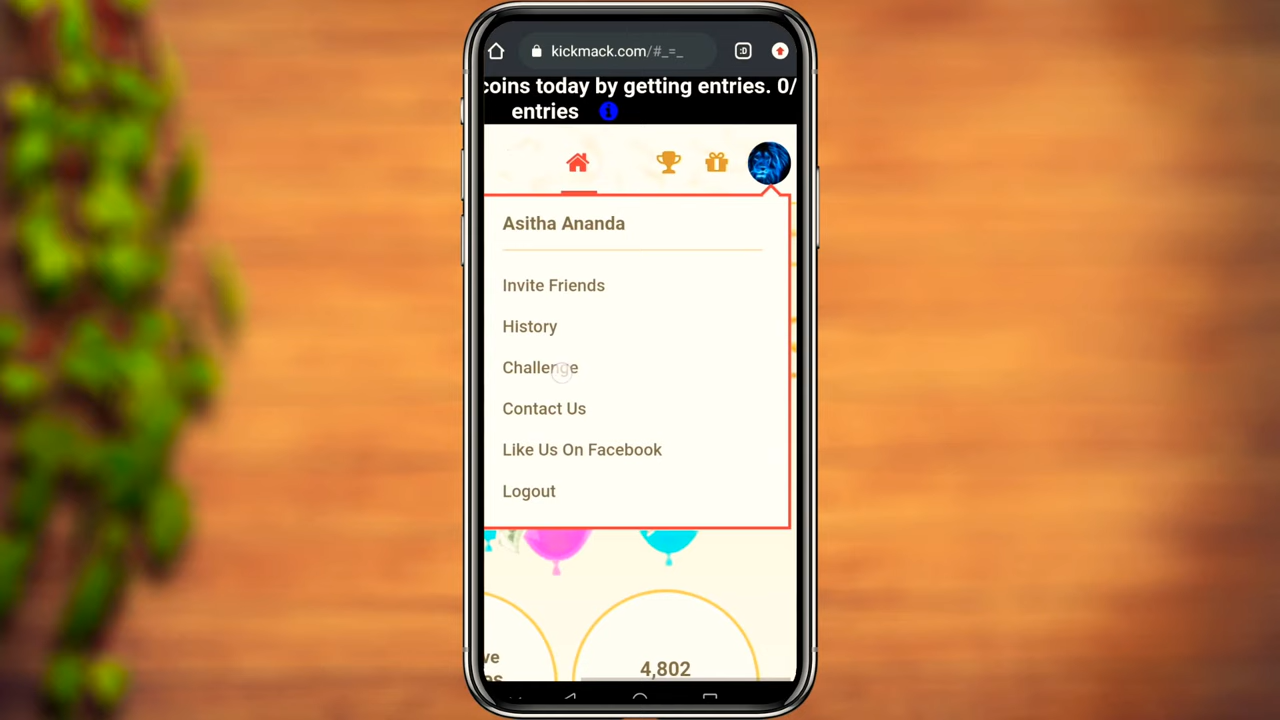 kickmack.com/#_=_
:D
coins today by getting entries. 0/
entries
Asitha Ananda
Invite Friends
History
Challenge
Contact Us
Like Us On Facebook
Logout
ve
4,802